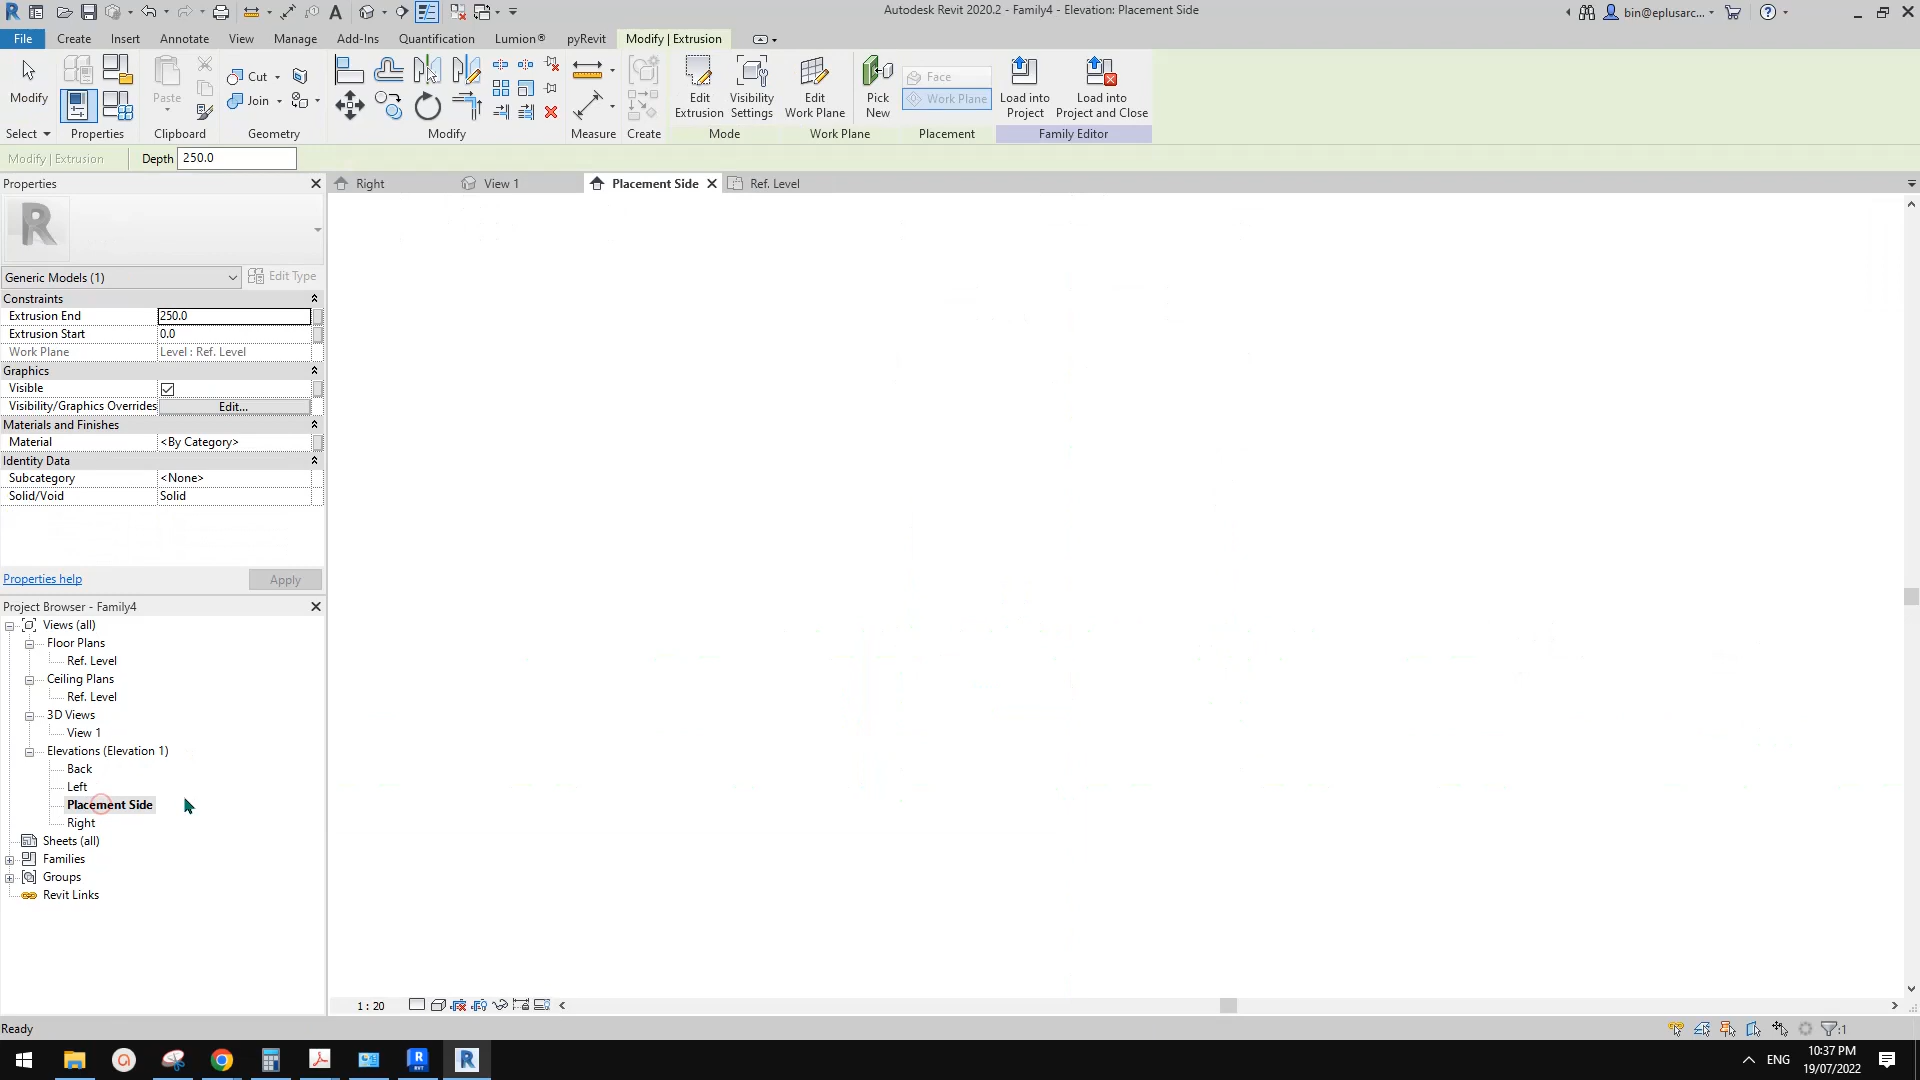 Autodesk Revit 2020.2 - Family4 - Elevation: Placement Side
bin@eplusarc...
File Create Insert Annotate View Manage Add-Ins Quantification Lumion® pyRevit Modify | Extrusion
Modify
Paste
Cut
Join
Edit Extrusion
Visibility Settings
Edit Work Plane
Pick New
Face
Work Plane
Load into Project
Load into Project and Close
Select Properties Clipboard Geometry Modify Measure Create Mode Work Plane Placement Family Editor
Modify | Extrusion Depth 250.0
Properties
Right View 1 Placement Side Ref. Level
Generic Models (1) Edit Type
Constraints
Extrusion End 250.0
Extrusion Start 0.0
Work Plane Level : Ref. Level
Graphics
Visible
Visibility/Graphics Overrides Edit...
Materials and Finishes
Material <By Category>
Identity Data
Subcategory <None>
Solid/Void Solid
Properties help Apply
Project Browser - Family4
Views (all)
Floor Plans
Ref. Level
Ceiling Plans
Ref. Level
3D Views
View 1
Elevations (Elevation 1)
Back
Left
Placement Side
Right
Sheets (all)
Families
Groups
Revit Links
1 : 20
Ready
:1
ENG
10:37 PM
19/07/2022